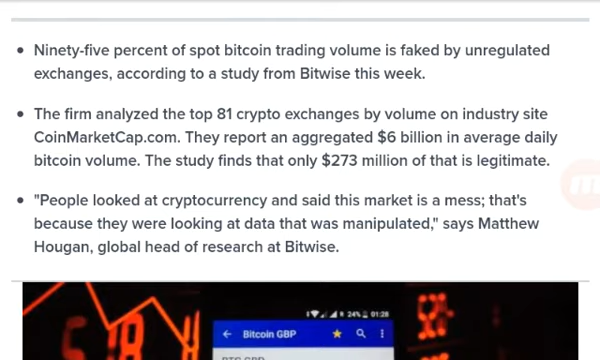 Ninety-five percent of spot bitcoin trading volume is faked by unregulated
exchanges, according to a study from Bitwise this week.
The firm analyzed the top 81 crypto exchanges by volume on industry site
CoinMarketCap.com. They report an aggregated $6 billion in average daily
bitcoin volume. The study finds that only $273 million of that is legitimate.
"People looked at cryptocurrency and said this market is a mess; that's
because they were looking at data that was manipulated," says Matthew
Hougan, global head of research at Bitwise.
24% 01:28
Bitcoin GBP